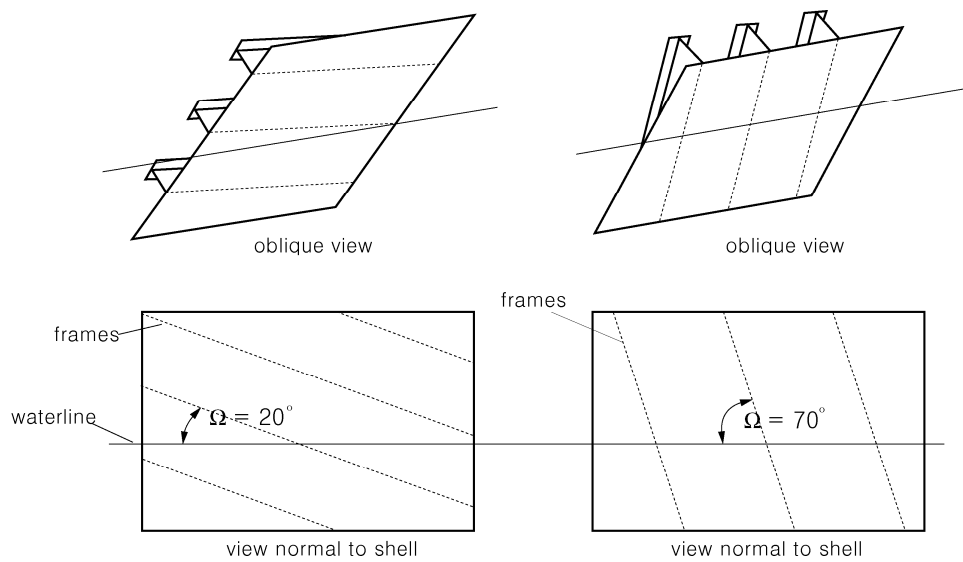 oblique view
oblique view
frames
frames
waterline
Ω = 20°
Ω = 70°
view normal to shell
view normal to shell